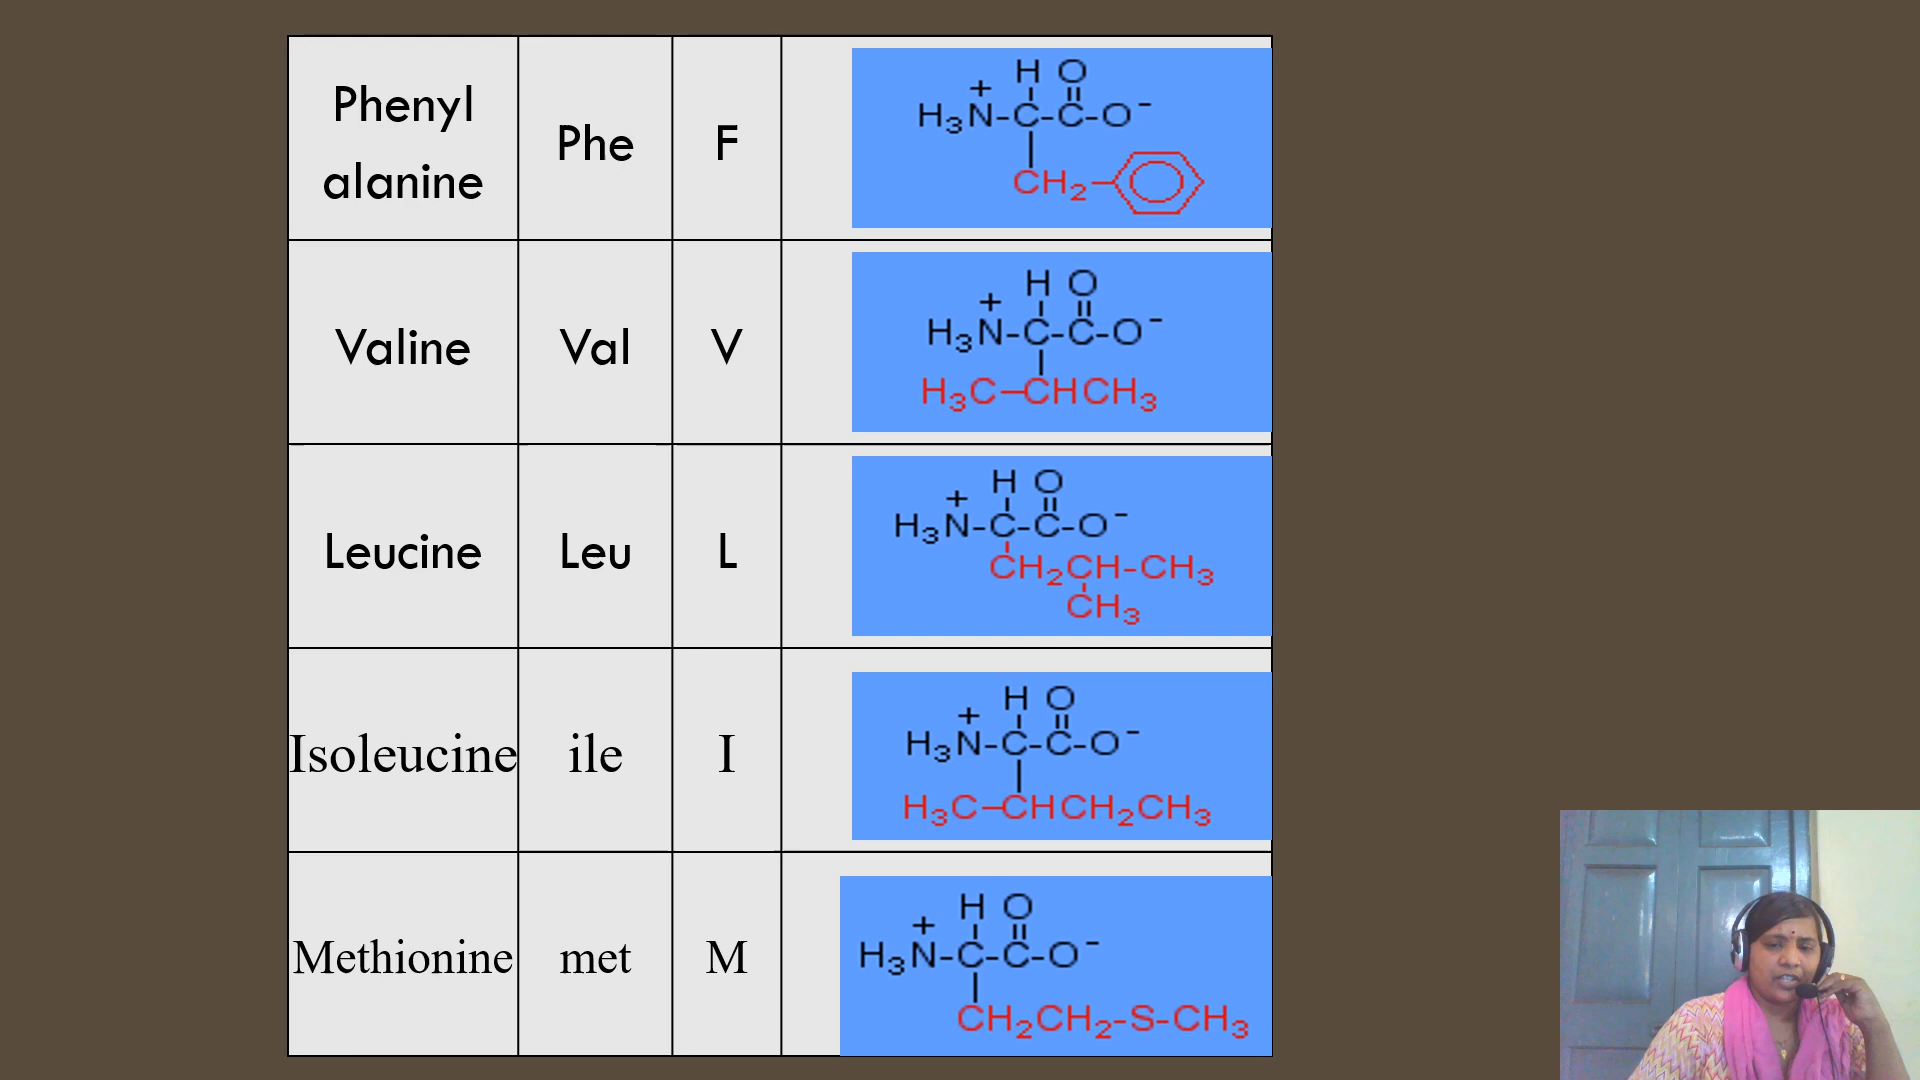 Phenyl
alanine
Phe
F
H O
+
H₃N-C-C-O⁻
CH₂
Valine
Val
V
H O
+
H₃N-C-C-O⁻
H₃C-CHCH₃
Leucine
Leu
L
H O
+
H₃N-C-C-O⁻
CH₂CH-CH₃
CH₃
Isoleucine
ile
I
H O
+
H₃N-C-C-O⁻
H₃C-CHCH₂CH₃
Methionine
met
M
H O
+
H₃N-C-C-O⁻
CH₂CH₂-S-CH₃